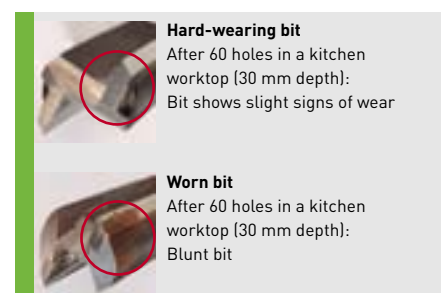 Hard-wearing bit
After 60 holes in a kitchen
worktop (30 mm depth):
Bit shows slight signs of wear
Worn bit
After 60 holes in a kitchen
worktop (30 mm depth):
Blunt bit